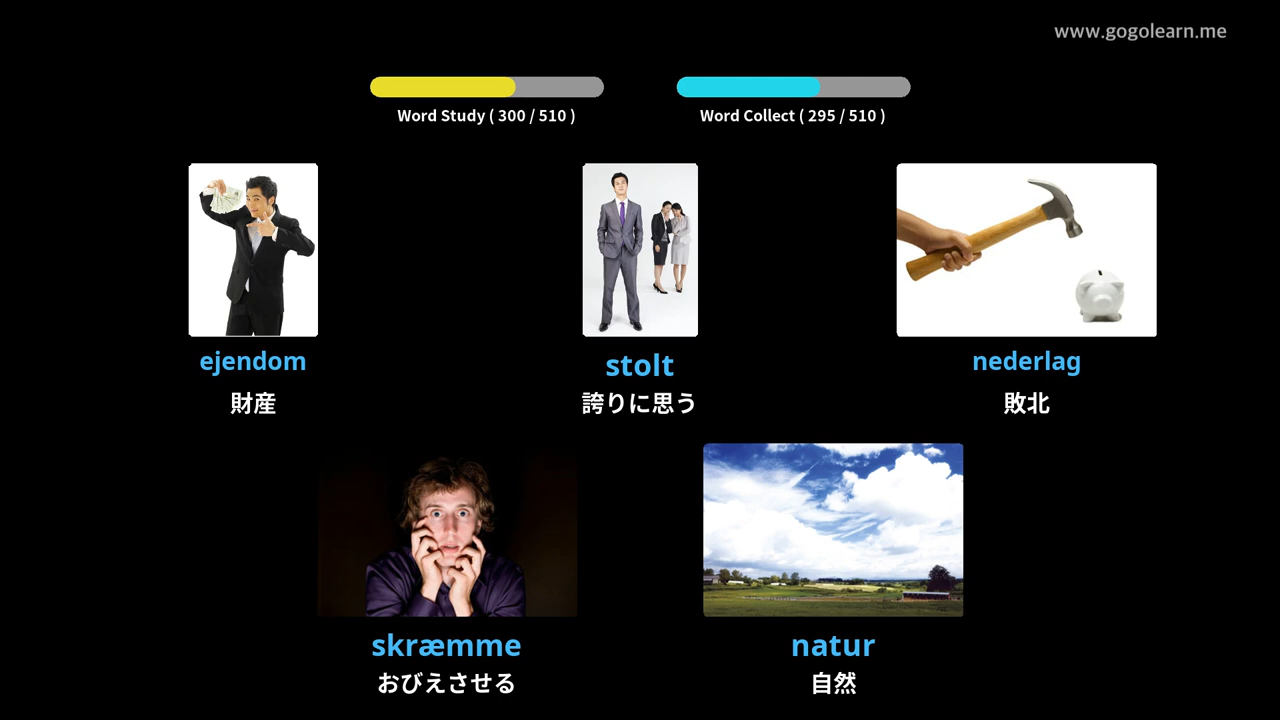 www.gogolearn.me
Word Study ( 300 / 510 )
Word Collect ( 295 / 510 )
ejendom
財産
stolt
誇りに思う
nederlag
敗北
skræmme
おびえさせる
natur
自然